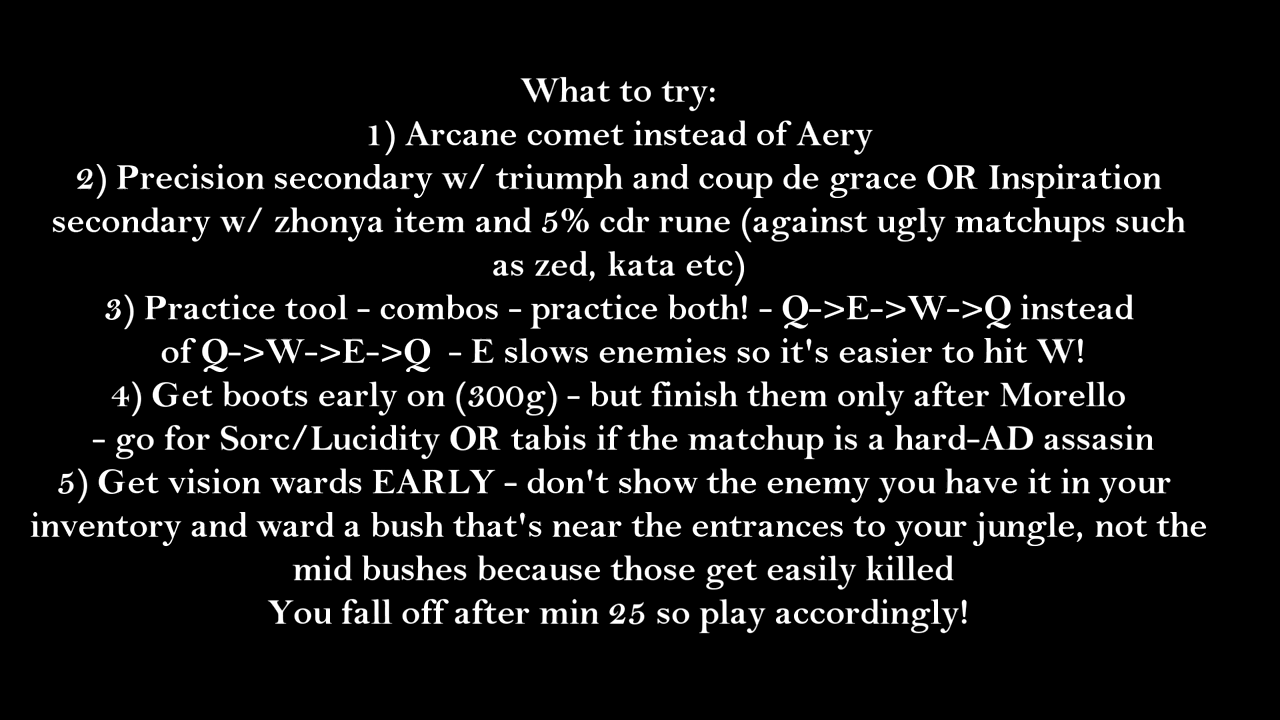 What to try:
1) Arcane comet instead of Aery
2) Precision secondary w/ triumph and coup de grace OR Inspiration
secondary w/ zhonya item and 5% cdr rune (against ugly matchups such
as zed, kata etc)
3) Practice tool - combos - practice both! - Q->E->W->Q instead
of Q->W->E->Q - E slows enemies so it's easier to hit W!
4) Get boots early on (300g) - but finish them only after Morello
- go for Sorc/Lucidity OR tabis if the matchup is a hard-AD assasin
5) Get vision wards EARLY - don't show the enemy you have it in your
inventory and ward a bush that's near the entrances to your jungle, not the
mid bushes because those get easily killed
You fall off after min 25 so play accordingly!